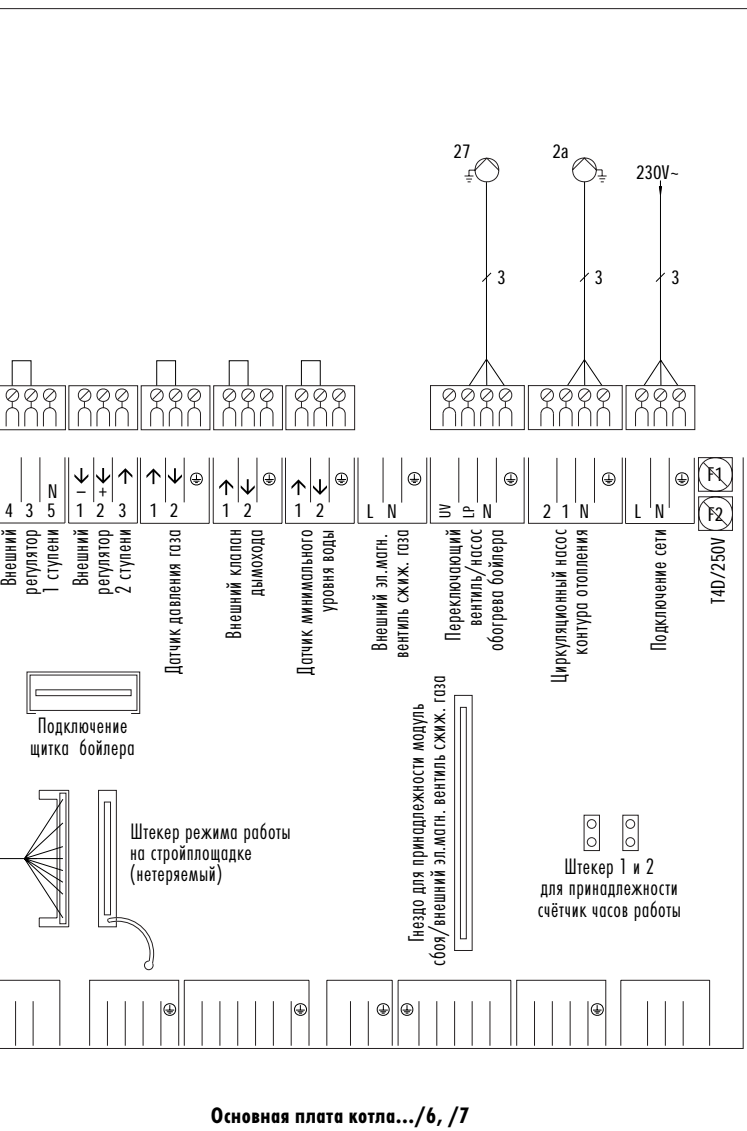 27
2a
230V~
3
3
3
4 3 5
N
Внешний
регулятор
1 ступени
– +
1 2 3
Внешний
регулятор
2 ступени
1 2
Датчик давления газа
1 2
Внешний клапан
дымохода
1 2
Датчик минимального
уровня воды
L N
Внешний эл.магн.
вентиль сжиж. газа
UV LP N
Переключающий
вентиль/насос
обогрева бойлера
2 1 N
Циркуляционный насос
контура отопления
L N
Подключение сети
F1
F2
T4D/250V
Подключение
щитка бойлера
Штекер режима работы
на стройплощадке
(нетеряемый)
Гнездо для принадлежности модуль
сбоя/внешний эл.магн. вентиль сжиж. газа
Штекер 1 и 2
для принадлежности
счётчик часов работы
Основная плата котла.../6, /7